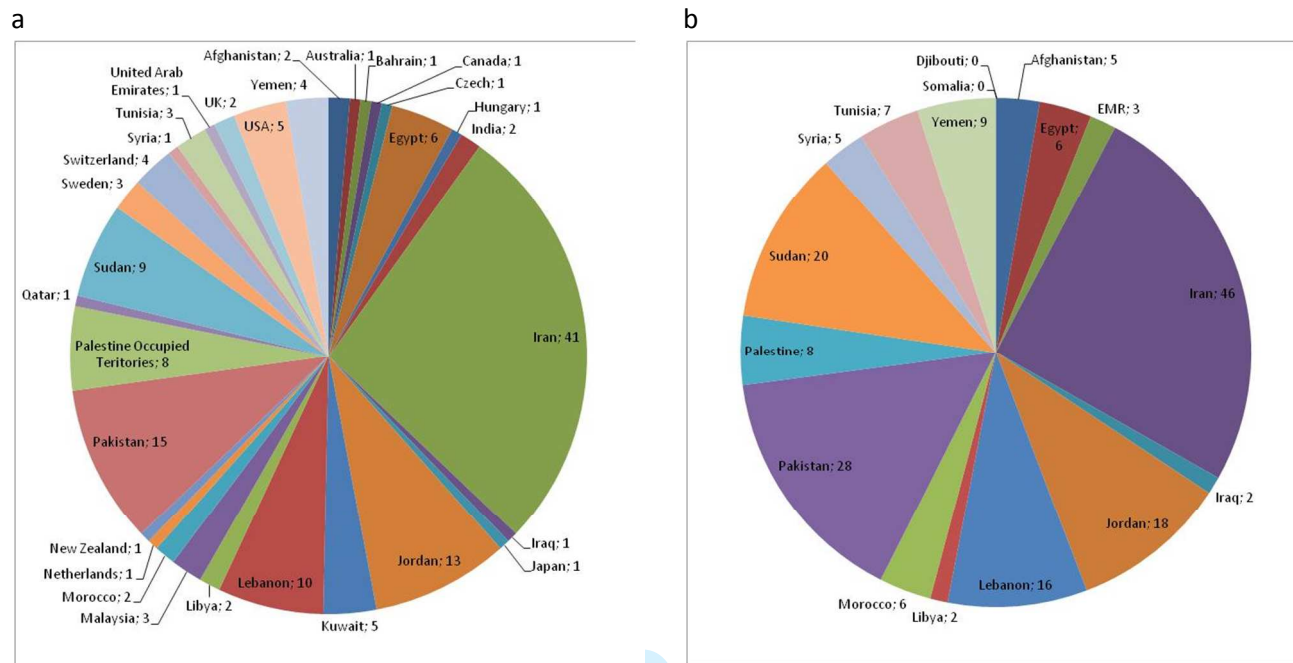 a
Afghanistan; 2
Australia; 1
Bahrain; 1
Canada; 1
Czech; 1
Egypt; 6
Hungary; 1
India; 2
Iran; 41
Iraq; 1
Japan; 1
Jordan; 13
Kuwait; 5
Lebanon; 10
Libya; 2
Malaysia; 3
Morocco; 2
Netherlands; 1
New Zealand; 1
Pakistan; 15
Palestine Occupied
Teritories; 8
Qatar; 1
Sudan; 9
Sweden; 3
Switzerland; 4
Syria; 1
Tunisia; 3
United Arab
Emirates; 1
UK; 2
USA; 5
Yemen; 4
b
Djibouti; 0
Afghanistan; 5
Egypt;
6
EMR; 3
Iran; 46
Iraq; 2
Jordan; 18
Lebanon; 16
Libya; 2
Morocco; 6
Pakistan; 28
Palestine; 8
Sudan; 20
Syria; 5
Tunisia; 7
Yemen; 9
Somalia; 0